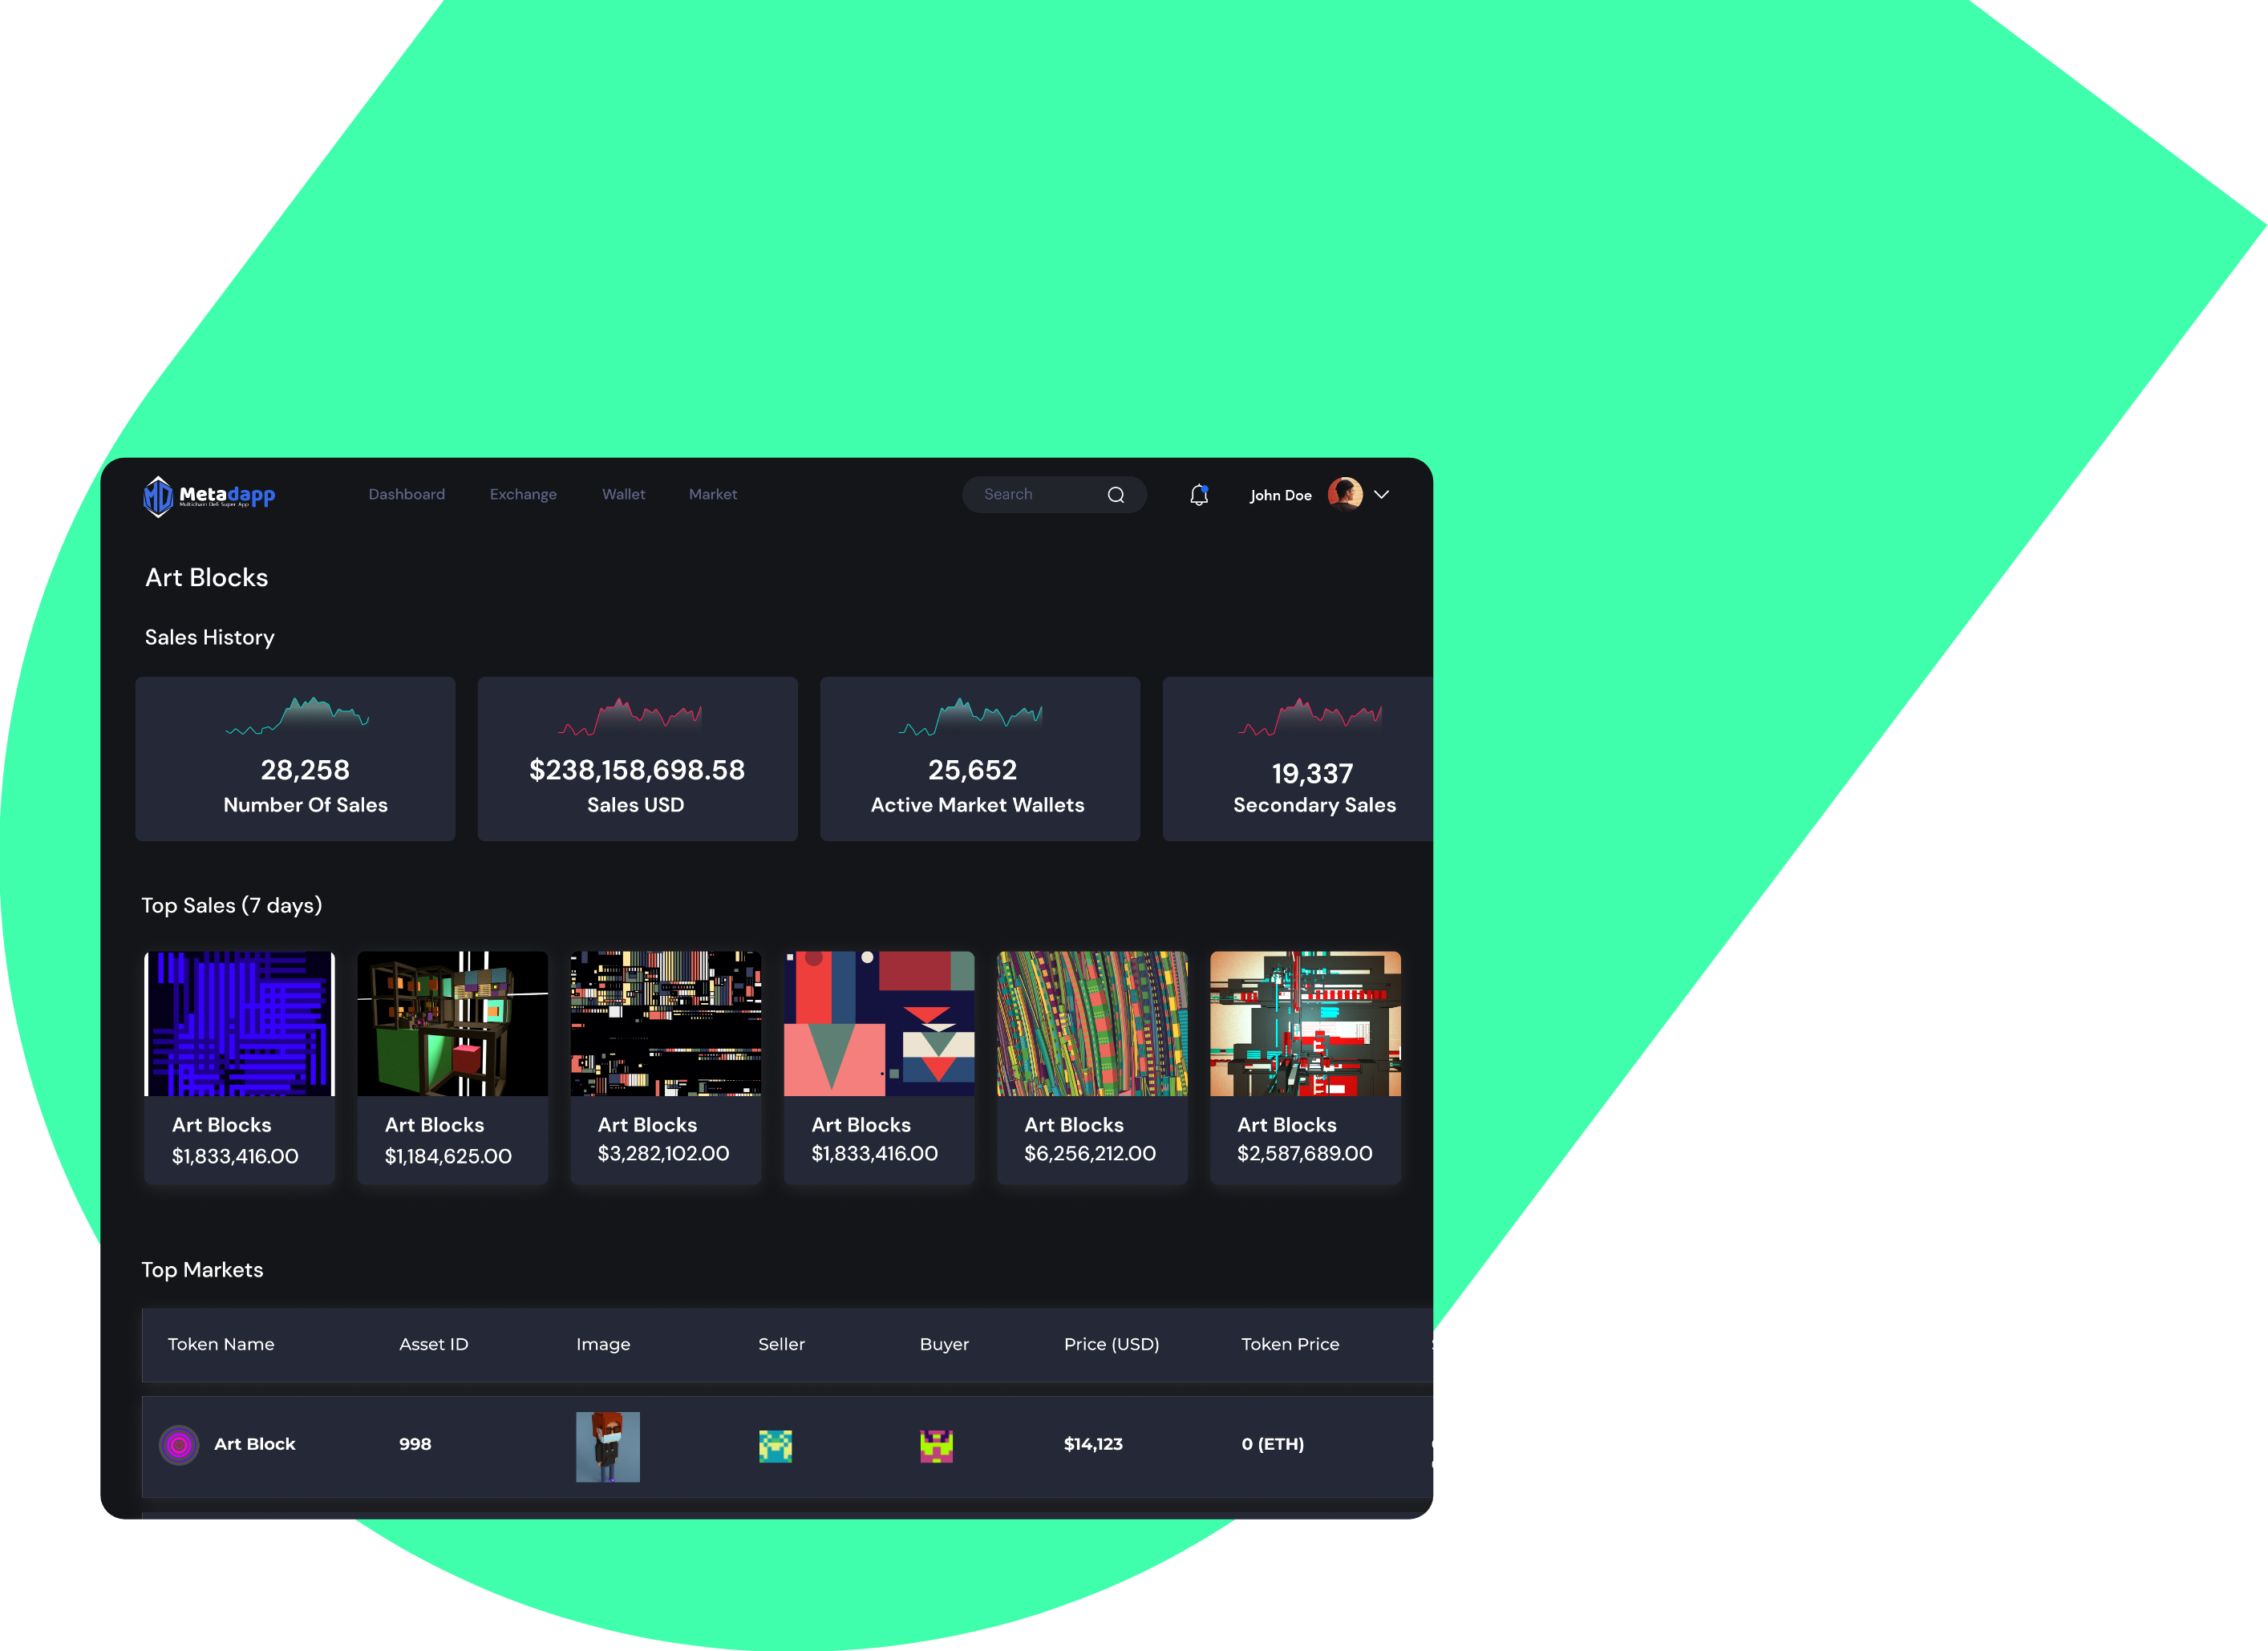 Metadapp
Multichain Defi Super App
Dashboard Exchange Wallet Market
Search
John Doe
Art Blocks
Sales History
28,258
Number Of Sales
$238,158,698.58
Sales USD
25,652
Active Market Wallets
19,337
Secondary Sales
Top Sales (7 days)
Art Blocks
$1,833,416.00
Art Blocks
$1,184,625.00
Art Blocks
$3,282,102.00
Art Blocks
$1,833,416.00
Art Blocks
$6,256,212.00
Art Blocks
$2,587,689.00
Top Markets
Token Name Asset ID Image Seller Buyer Price (USD) Token Price
Art Block 998 $14,123 0 (ETH)